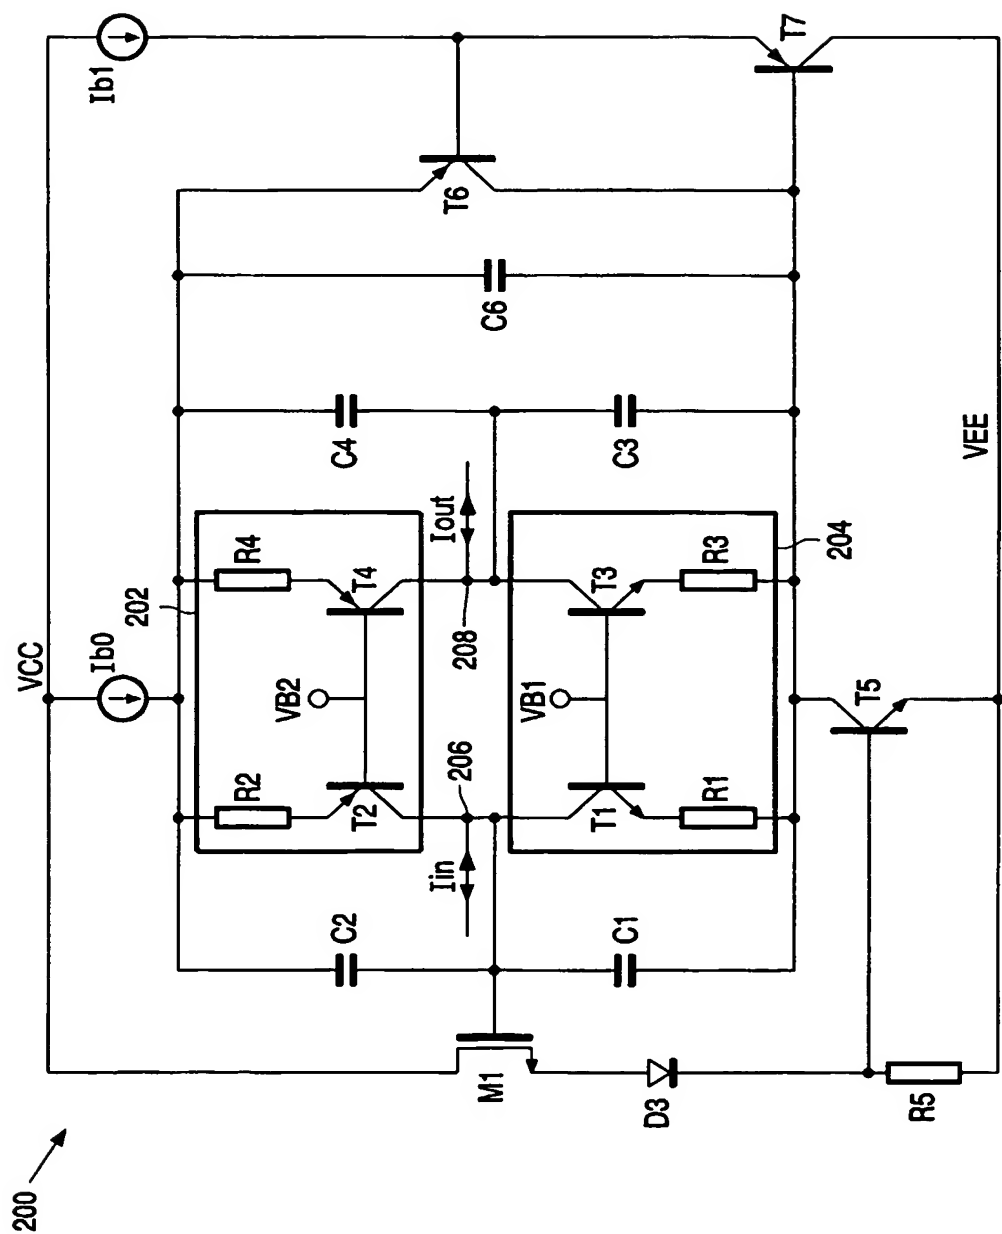 200
VCC
Ib0
Ib1
202
R2
R4
T2
T4
VB2
C2
C4
C6
T6
Iin
206
208
Iout
M1
T1
T3
VB1
R1
R3
C1
C3
204
T7
D3
T5
R5
VEE